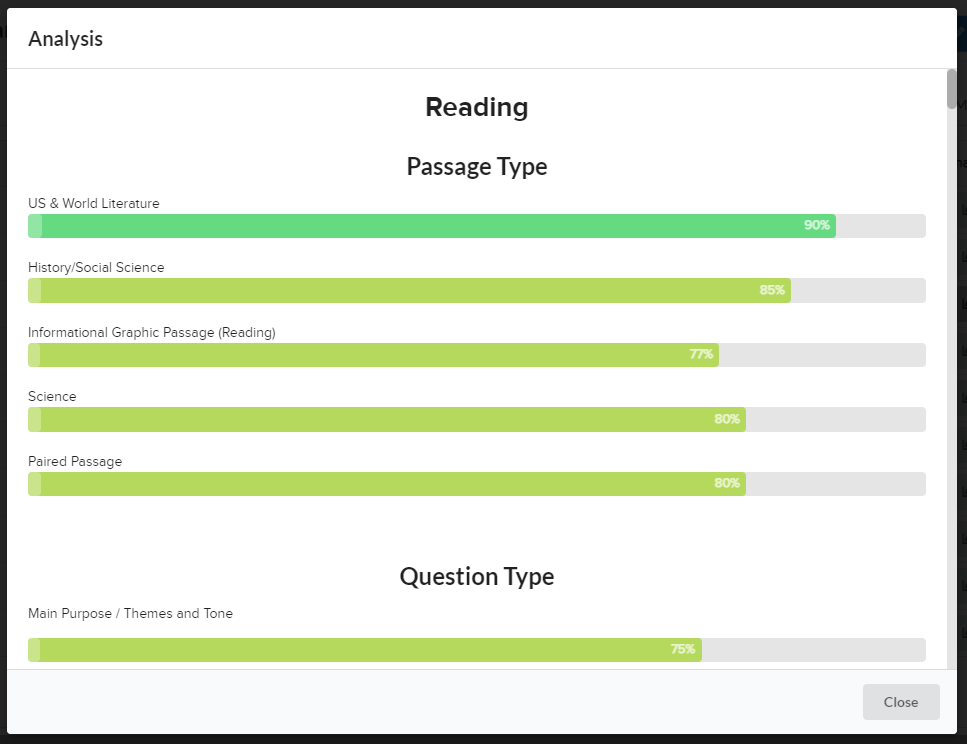 Analysis
Reading
Passage Type
US & World Literature
90%
History/Social Science
85%
Informational Graphic Passage (Reading)
77%
Science
80%
Paired Passage
80%
Question Type
Main Purpose / Themes and Tone
75%
Close